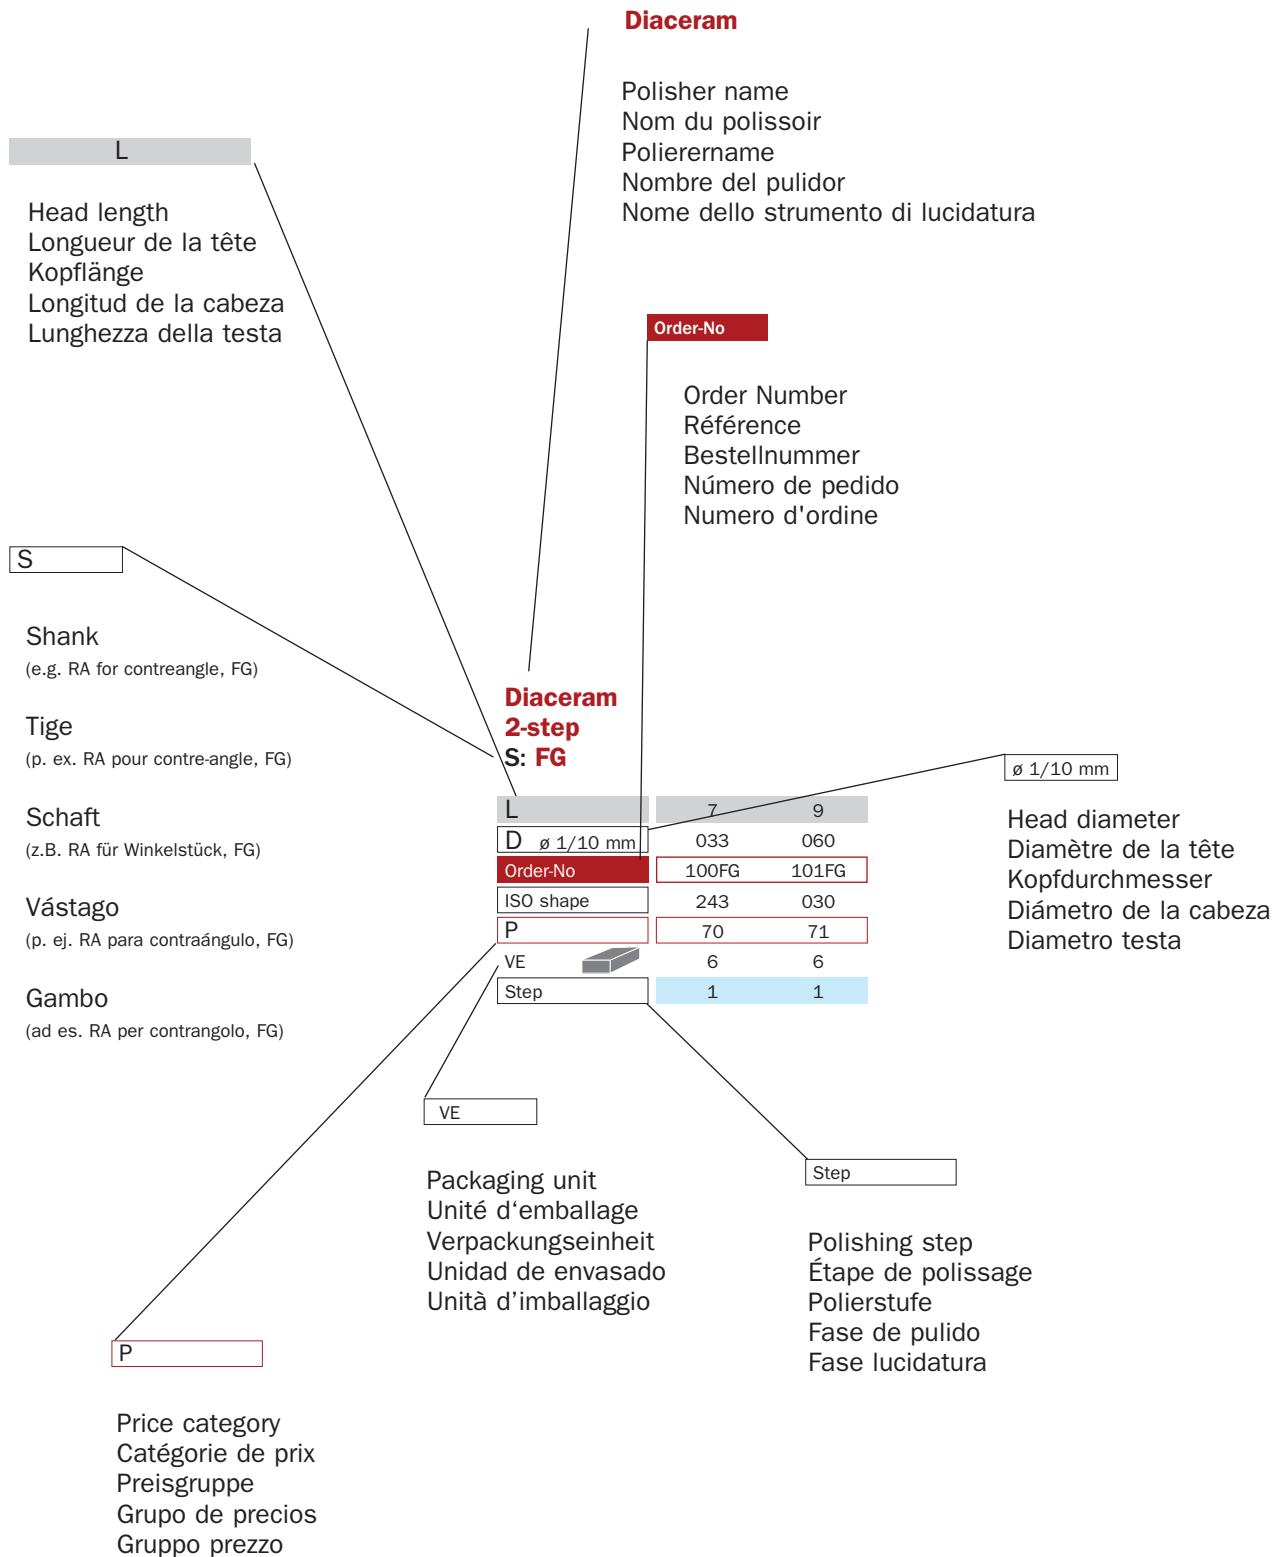 Diaceram
Polisher name
Nom du polissoir
Polierername
Nombre del pulidor
Nome dello strumento di lucidatura
L
Head length
Longueur de la tête
Kopflänge
Longitud de la cabeza
Lunghezza della testa
Order-No
Order Number
Référence
Bestellnummer
Número de pedido
Numero d'ordine
S
Shank
(e.g. RA for contreangle, FG)
Tige
(p. ex. RA pour contre-angle, FG)
Schaft
(z.B. RA für Winkelstück, FG)
Vástago
(p. ej. RA para contraángulo, FG)
Gambo
(ad es. RA per contrangolo, FG)
Diaceram
2-step
S: FG
L 7 9
D ø 1/10 mm 033 060
Order-No 100FG 101FG
ISO shape 243 030
P 70 71
VE 6 6
Step 1 1
ø 1/10 mm
Head diameter
Diamètre de la tête
Kopfdurchmesser
Diámetro de la cabeza
Diametro testa
VE
Packaging unit
Unité d‘emballage
Verpackungseinheit
Unidad de envasado
Unità d’imballaggio
Step
Polishing step
Étape de polissage
Polierstufe
Fase de pulido
Fase lucidatura
P
Price category
Catégorie de prix
Preisgruppe
Grupo de precios
Gruppo prezzo